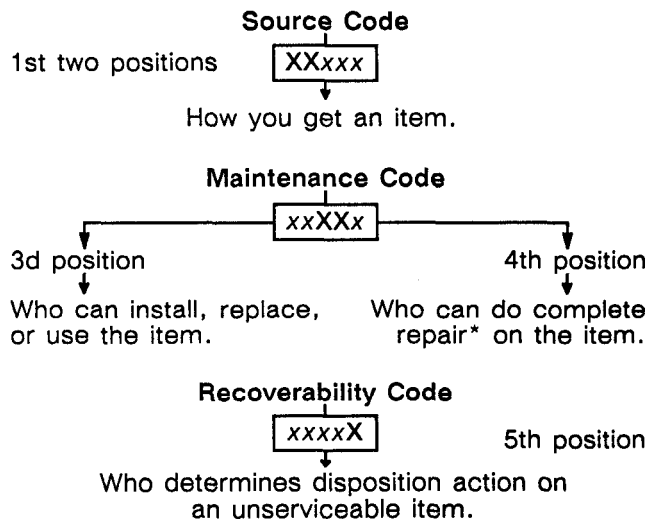 Source Code
1st two positions
XXxxx
How you get an item.
Maintenance Code
xxXXx
3d position
4th position
Who can install, replace,
or use the item.
Who can do complete
repair* on the item.
Recoverability Code
xxxxX
5th position
Who determines disposition action on
an unserviceable item.